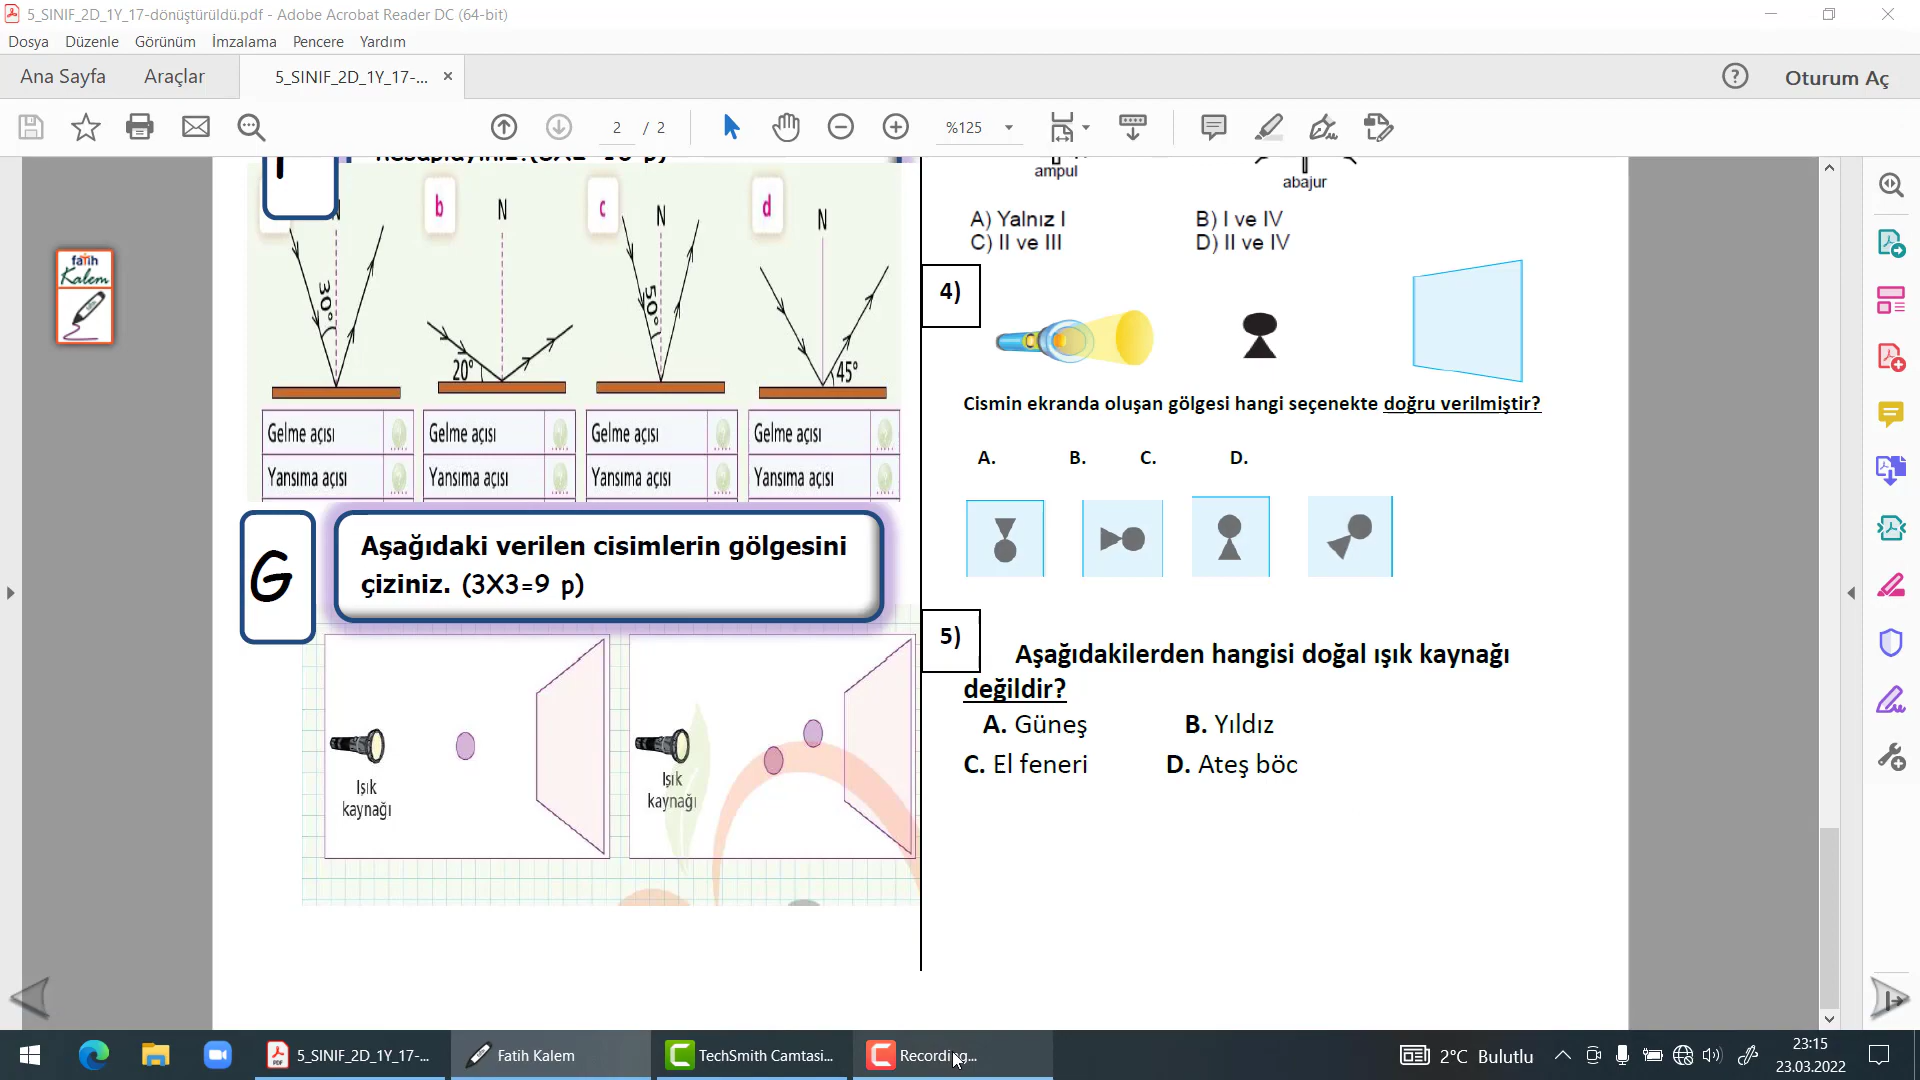 5_SINIF_2D_1Y_17-dönüştürüldü.pdf - Adobe Acrobat Reader DC (64-bit)
Dosya Düzenle Görünüm İmzalama Pencere Yardım
Ana Sayfa Araçlar 5_SINIF_2D_1Y_17-... × Oturum Aç
2 / 2 %125
fatih
Kalem
b c d
N N N
30° 20° 50° 45°
Gelme açısı Gelme açısı Gelme açısı Gelme açısı
Yansıma açısı Yansıma açısı Yansıma açısı Yansıma açısı
G
Aşağıdaki verilen cisimlerin gölgesini
çiziniz. (3X3=9 p)
Işık
kaynağı
Işık
kaynağı
ampul abajur
A) Yalnız I B) I ve IV
C) II ve III D) II ve IV
4)
Cismin ekranda oluşan gölgesi hangi seçenekte doğru verilmiştir?
A. B. C. D.
5)
Aşağıdakilerden hangisi doğal ışık kaynağı
değildir?
A. Güneş B. Yıldız
C. El feneri D. Ateş böc
5_SINIF_2D_1Y_17-... Fatih Kalem TechSmith Camtasi... Recording... 2°C Bulutlu
23:15
23.03.2022